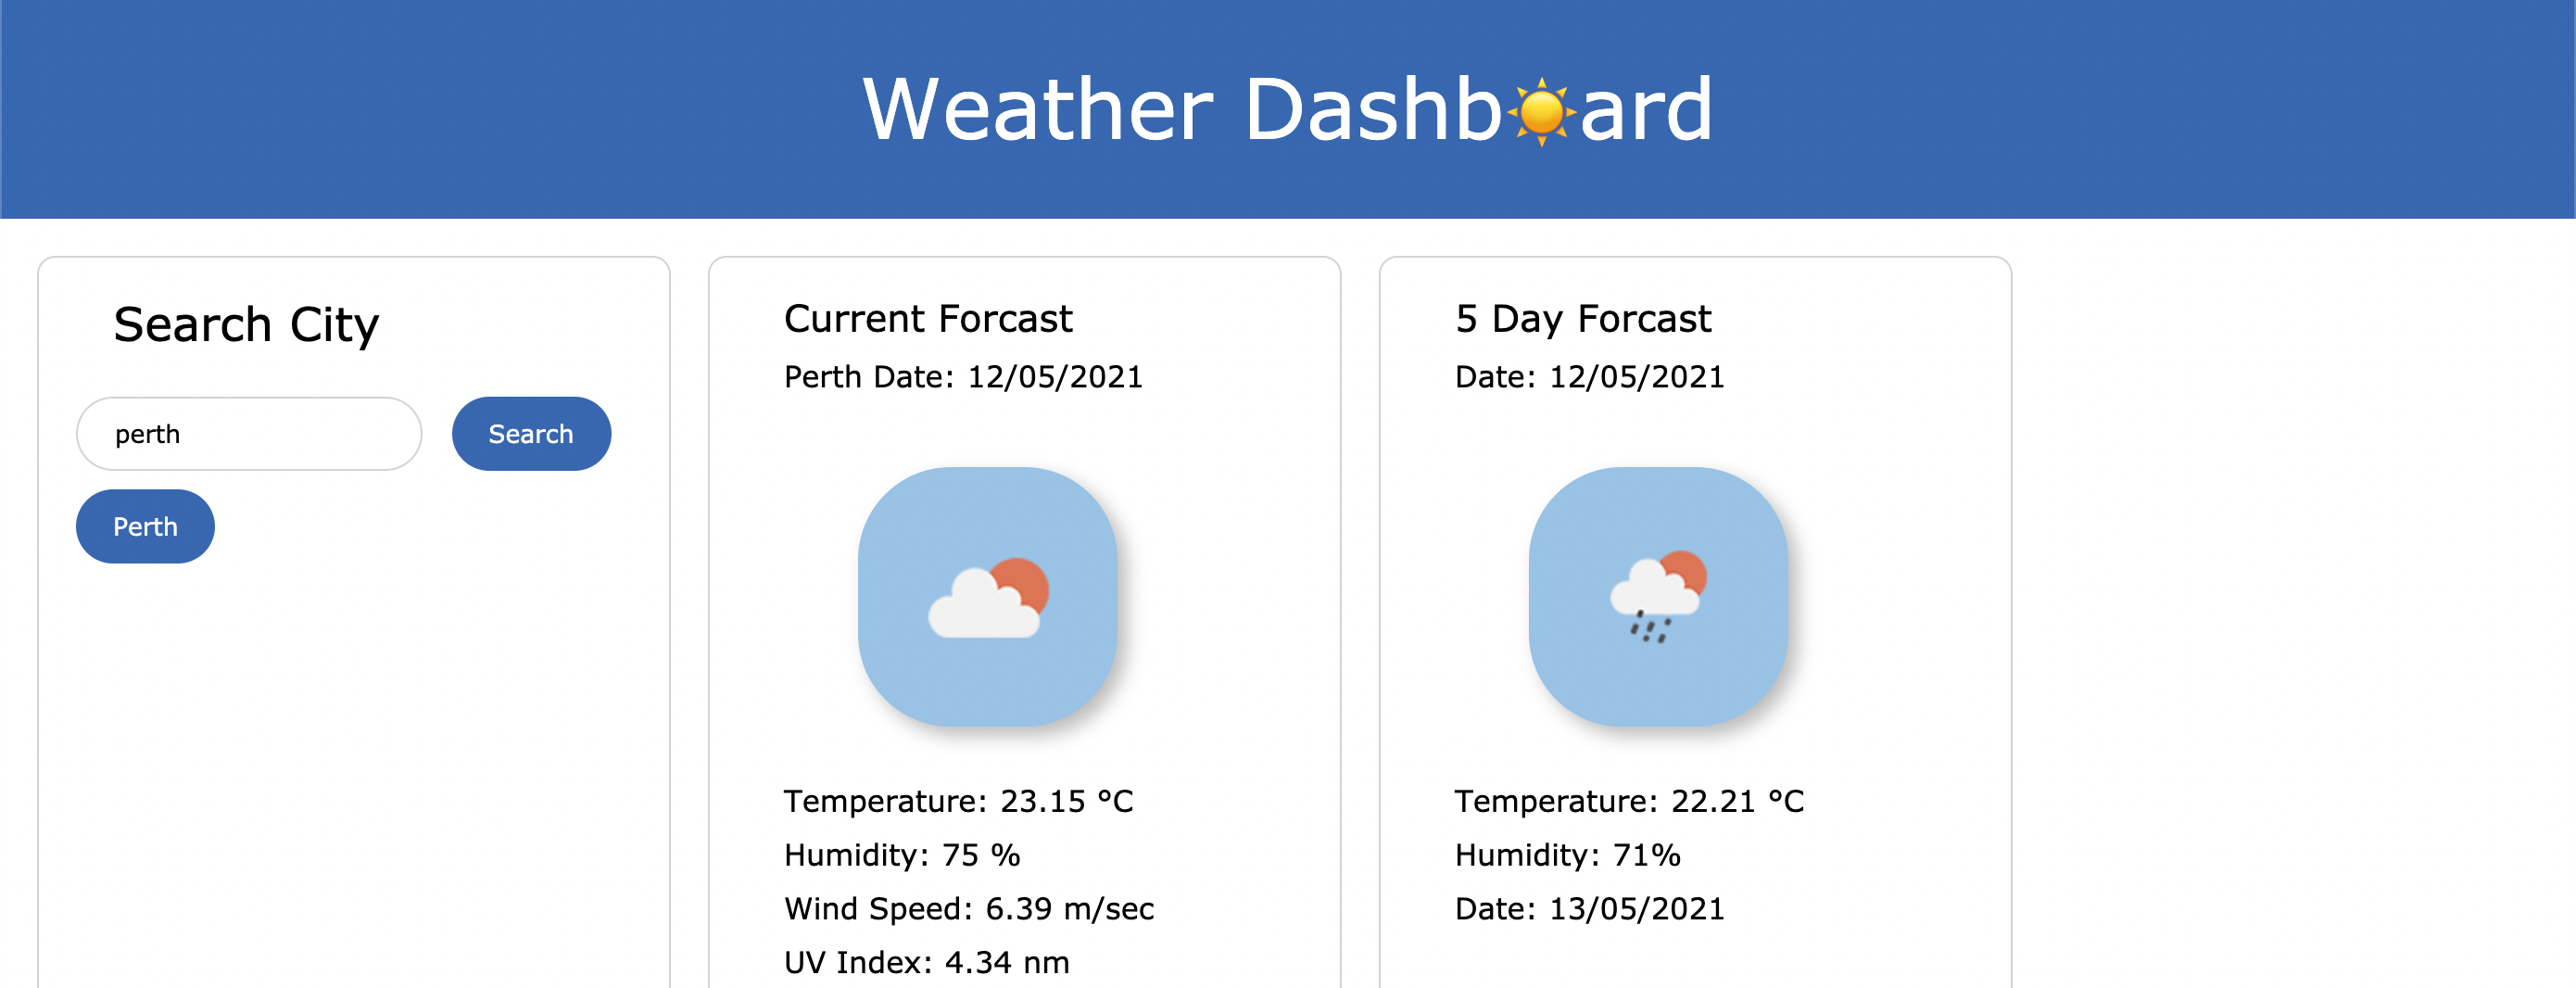 Weather Dashb☀️ard
Search City
perth
Search
Perth
Current Forcast
Perth Date: 12/05/2021
Temperature: 23.15 °C
Humidity: 75 %
Wind Speed: 6.39 m/sec
UV Index: 4.34 nm
5 Day Forcast
Date: 12/05/2021
Temperature: 22.21 °C
Humidity: 71%
Date: 13/05/2021